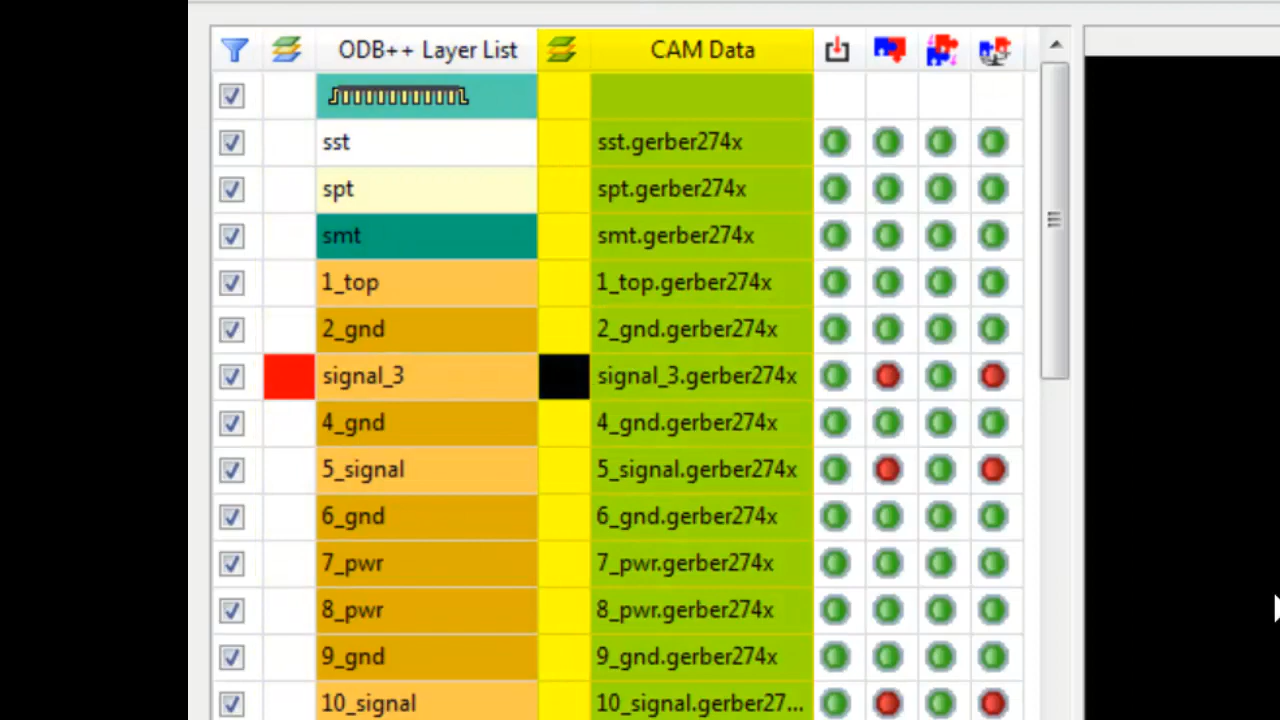 ODB++ Layer List CAM Data
sst sst.gerber274x
spt spt.gerber274x
smt smt.gerber274x
1_top 1_top.gerber274x
2_gnd 2_gnd.gerber274x
signal_3 signal_3.gerber274x
4_gnd 4_gnd.gerber274x
5_signal 5_signal.gerber274x
6_gnd 6_gnd.gerber274x
7_pwr 7_pwr.gerber274x
8_pwr 8_pwr.gerber274x
9_gnd 9_gnd.gerber274x
10_signal 10_signal.gerber27...